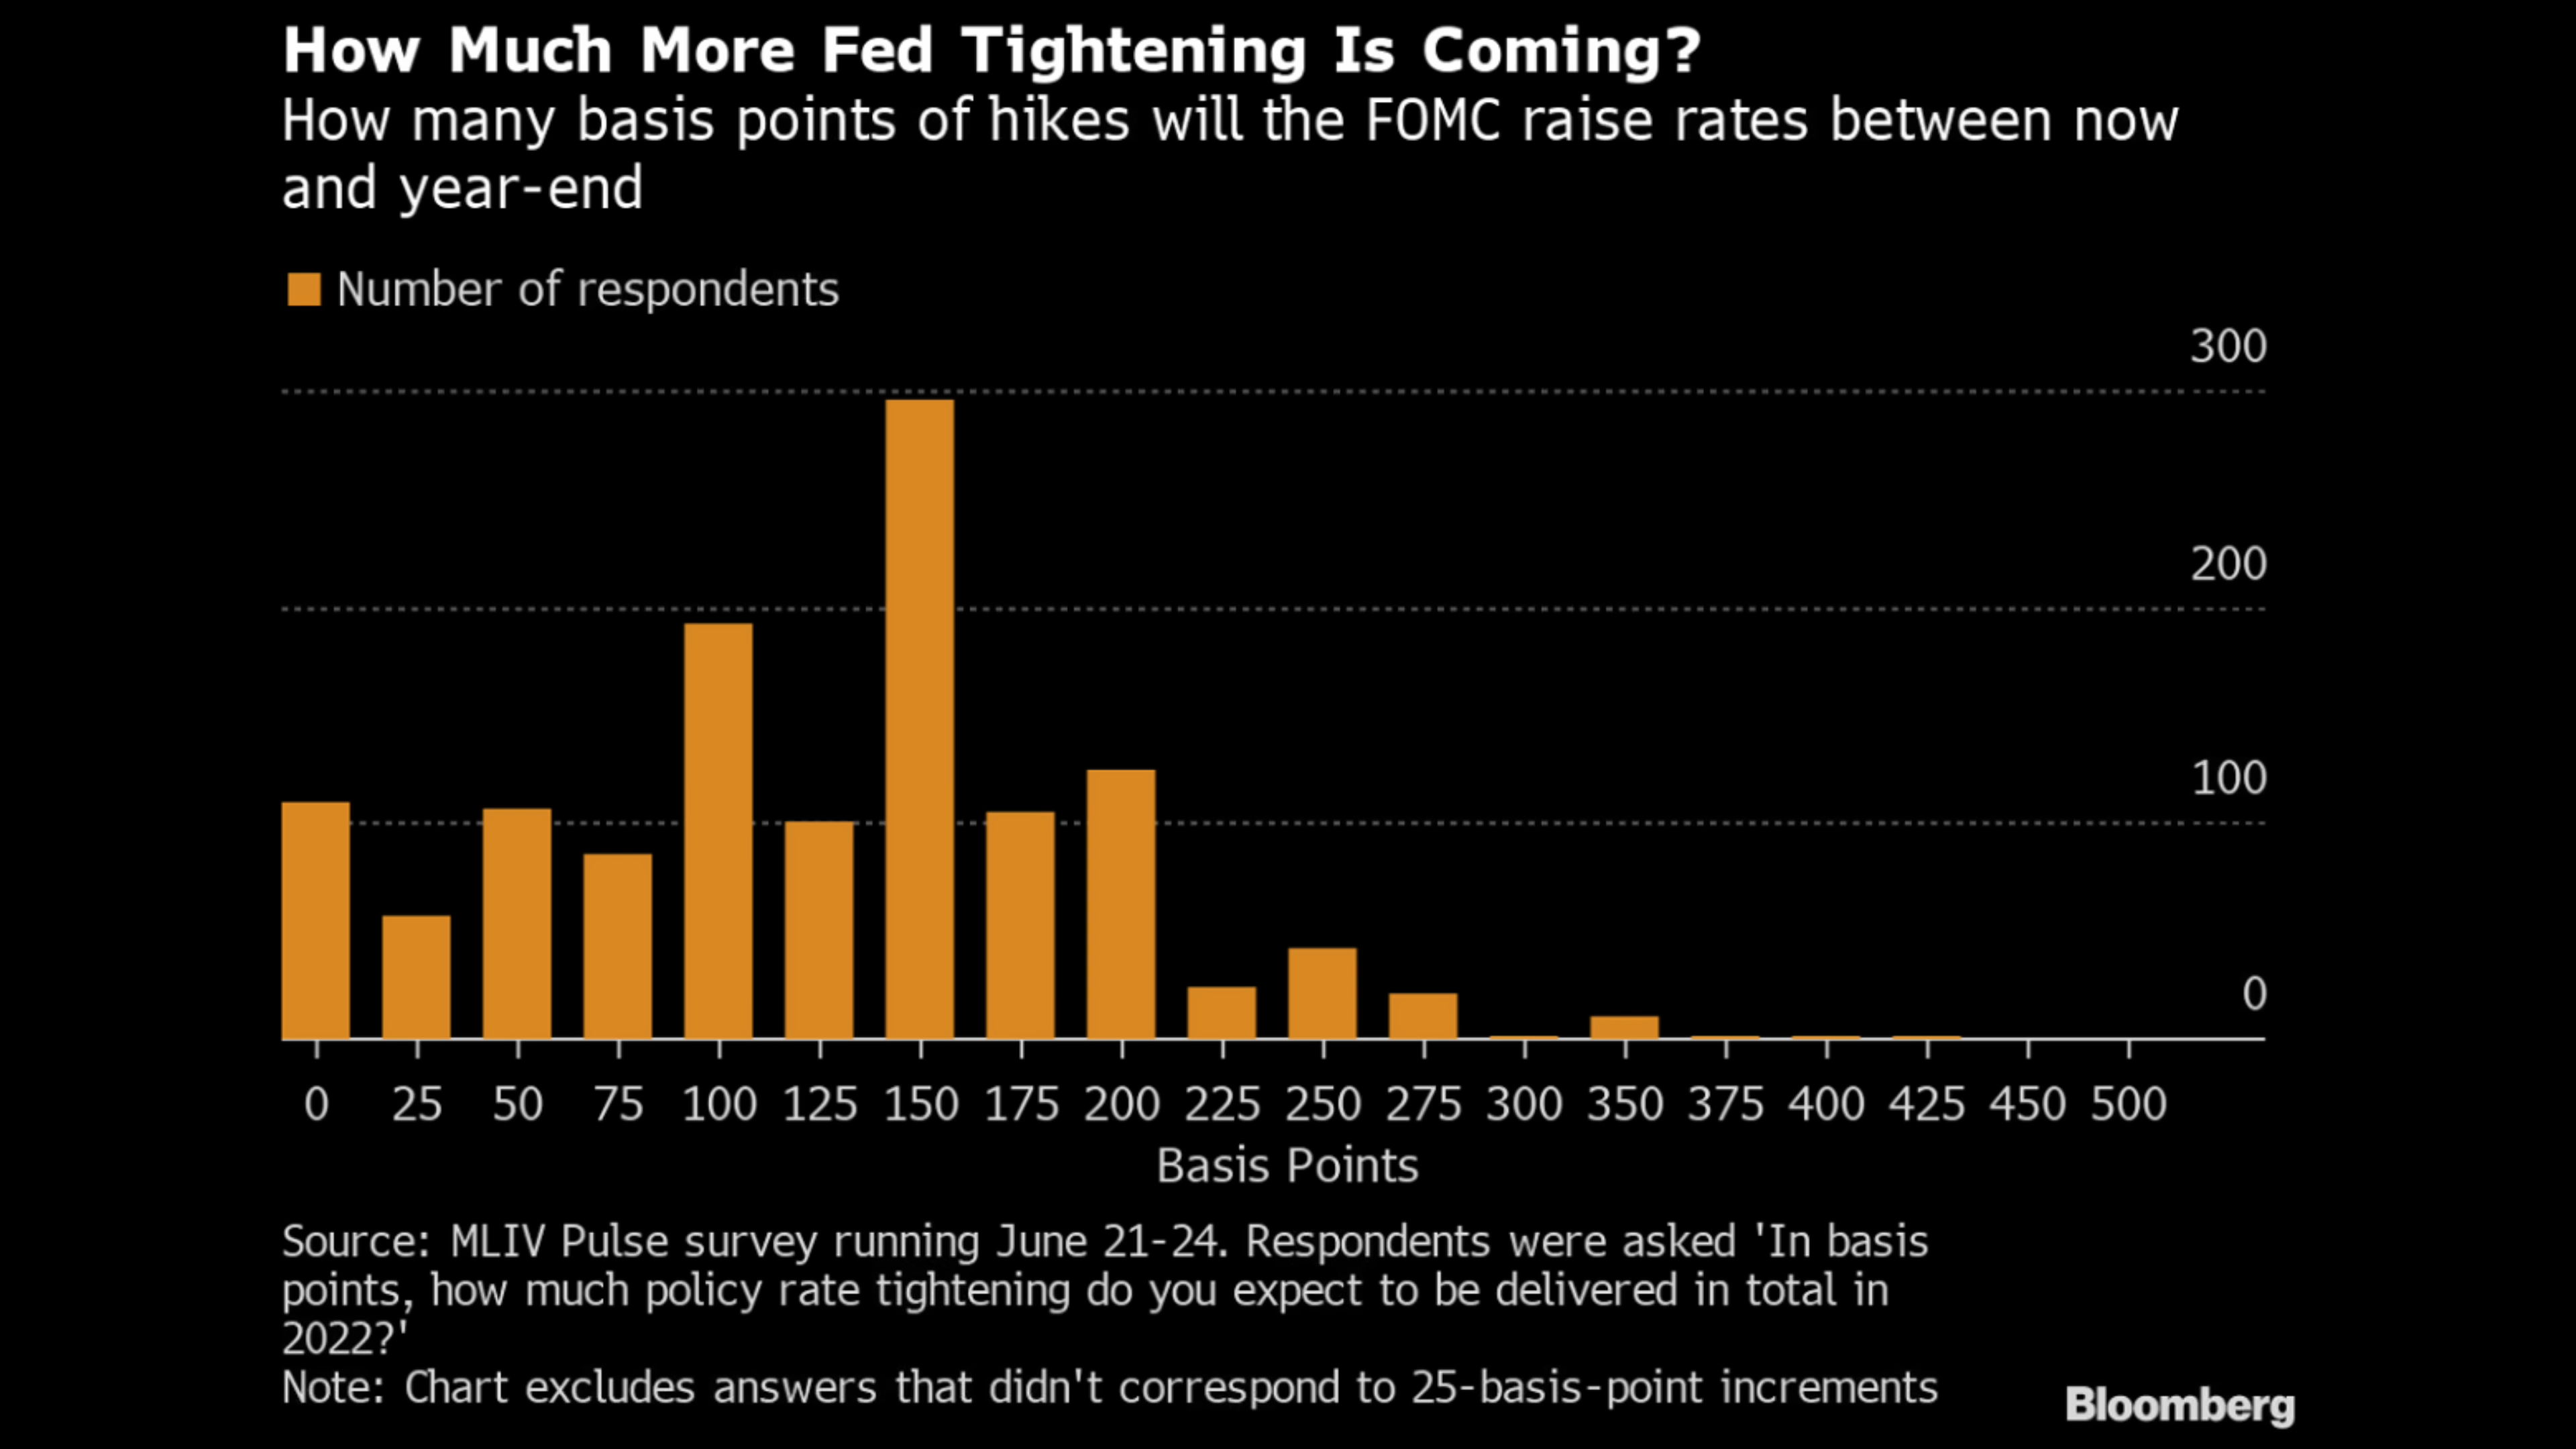 How Much More Fed Tightening Is Coming?
How many basis points of hikes will the FOMC raise rates between now
and year-end
Number of respondents
300
200
100
0
0 25 50 75 100 125 150 175 200 225 250 275 300 350 375 400 425 450 500
Basis Points
Source: MLIV Pulse survey running June 21-24. Respondents were asked 'In basis
points, how much policy rate tightening do you expect to be delivered in total in
2022?'
Note: Chart excludes answers that didn't correspond to 25-basis-point increments
Bloomberg